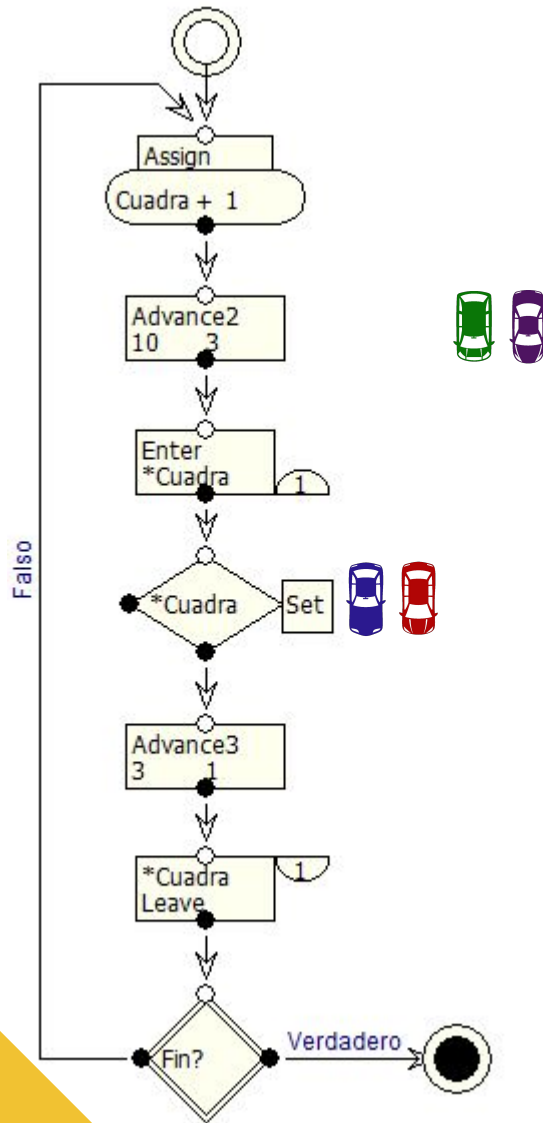 Assign
Cuadra + 1
Advance2
10 3
Enter
*Cuadra
1
*Cuadra
Set
Falso
Advance3
3 1
*Cuadra
Leave
1
Fin?
Verdadero